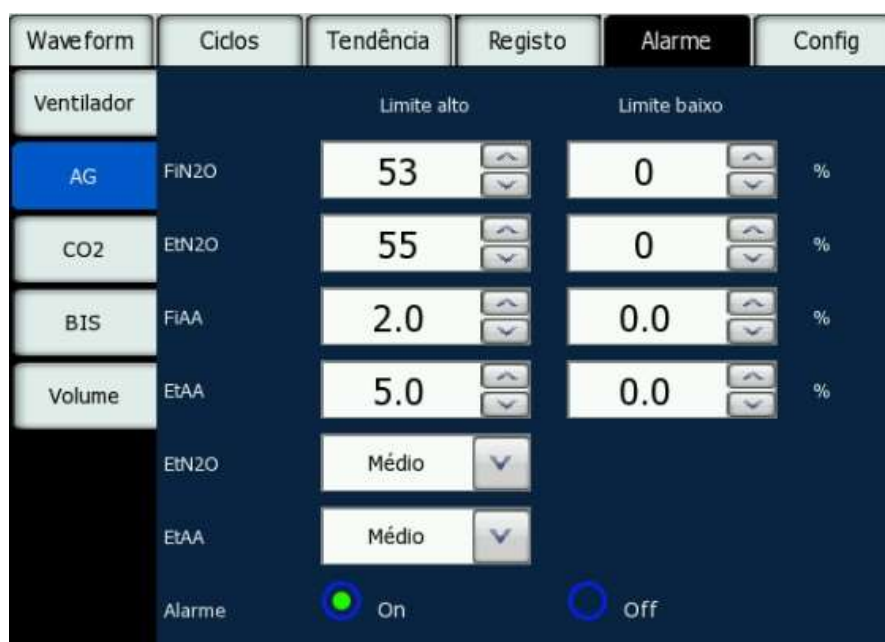 Waveform Ciclos Tendência Registo Alarme Config
Ventilador Limite alto Limite baixo
AG FiN2O 53 0 %
CO2 EtN2O 55 0 %
BIS FiAA 2.0 0.0 %
Volume EtAA 5.0 0.0 %
EtN2O Médio
EtAA Médio
Alarme On Off